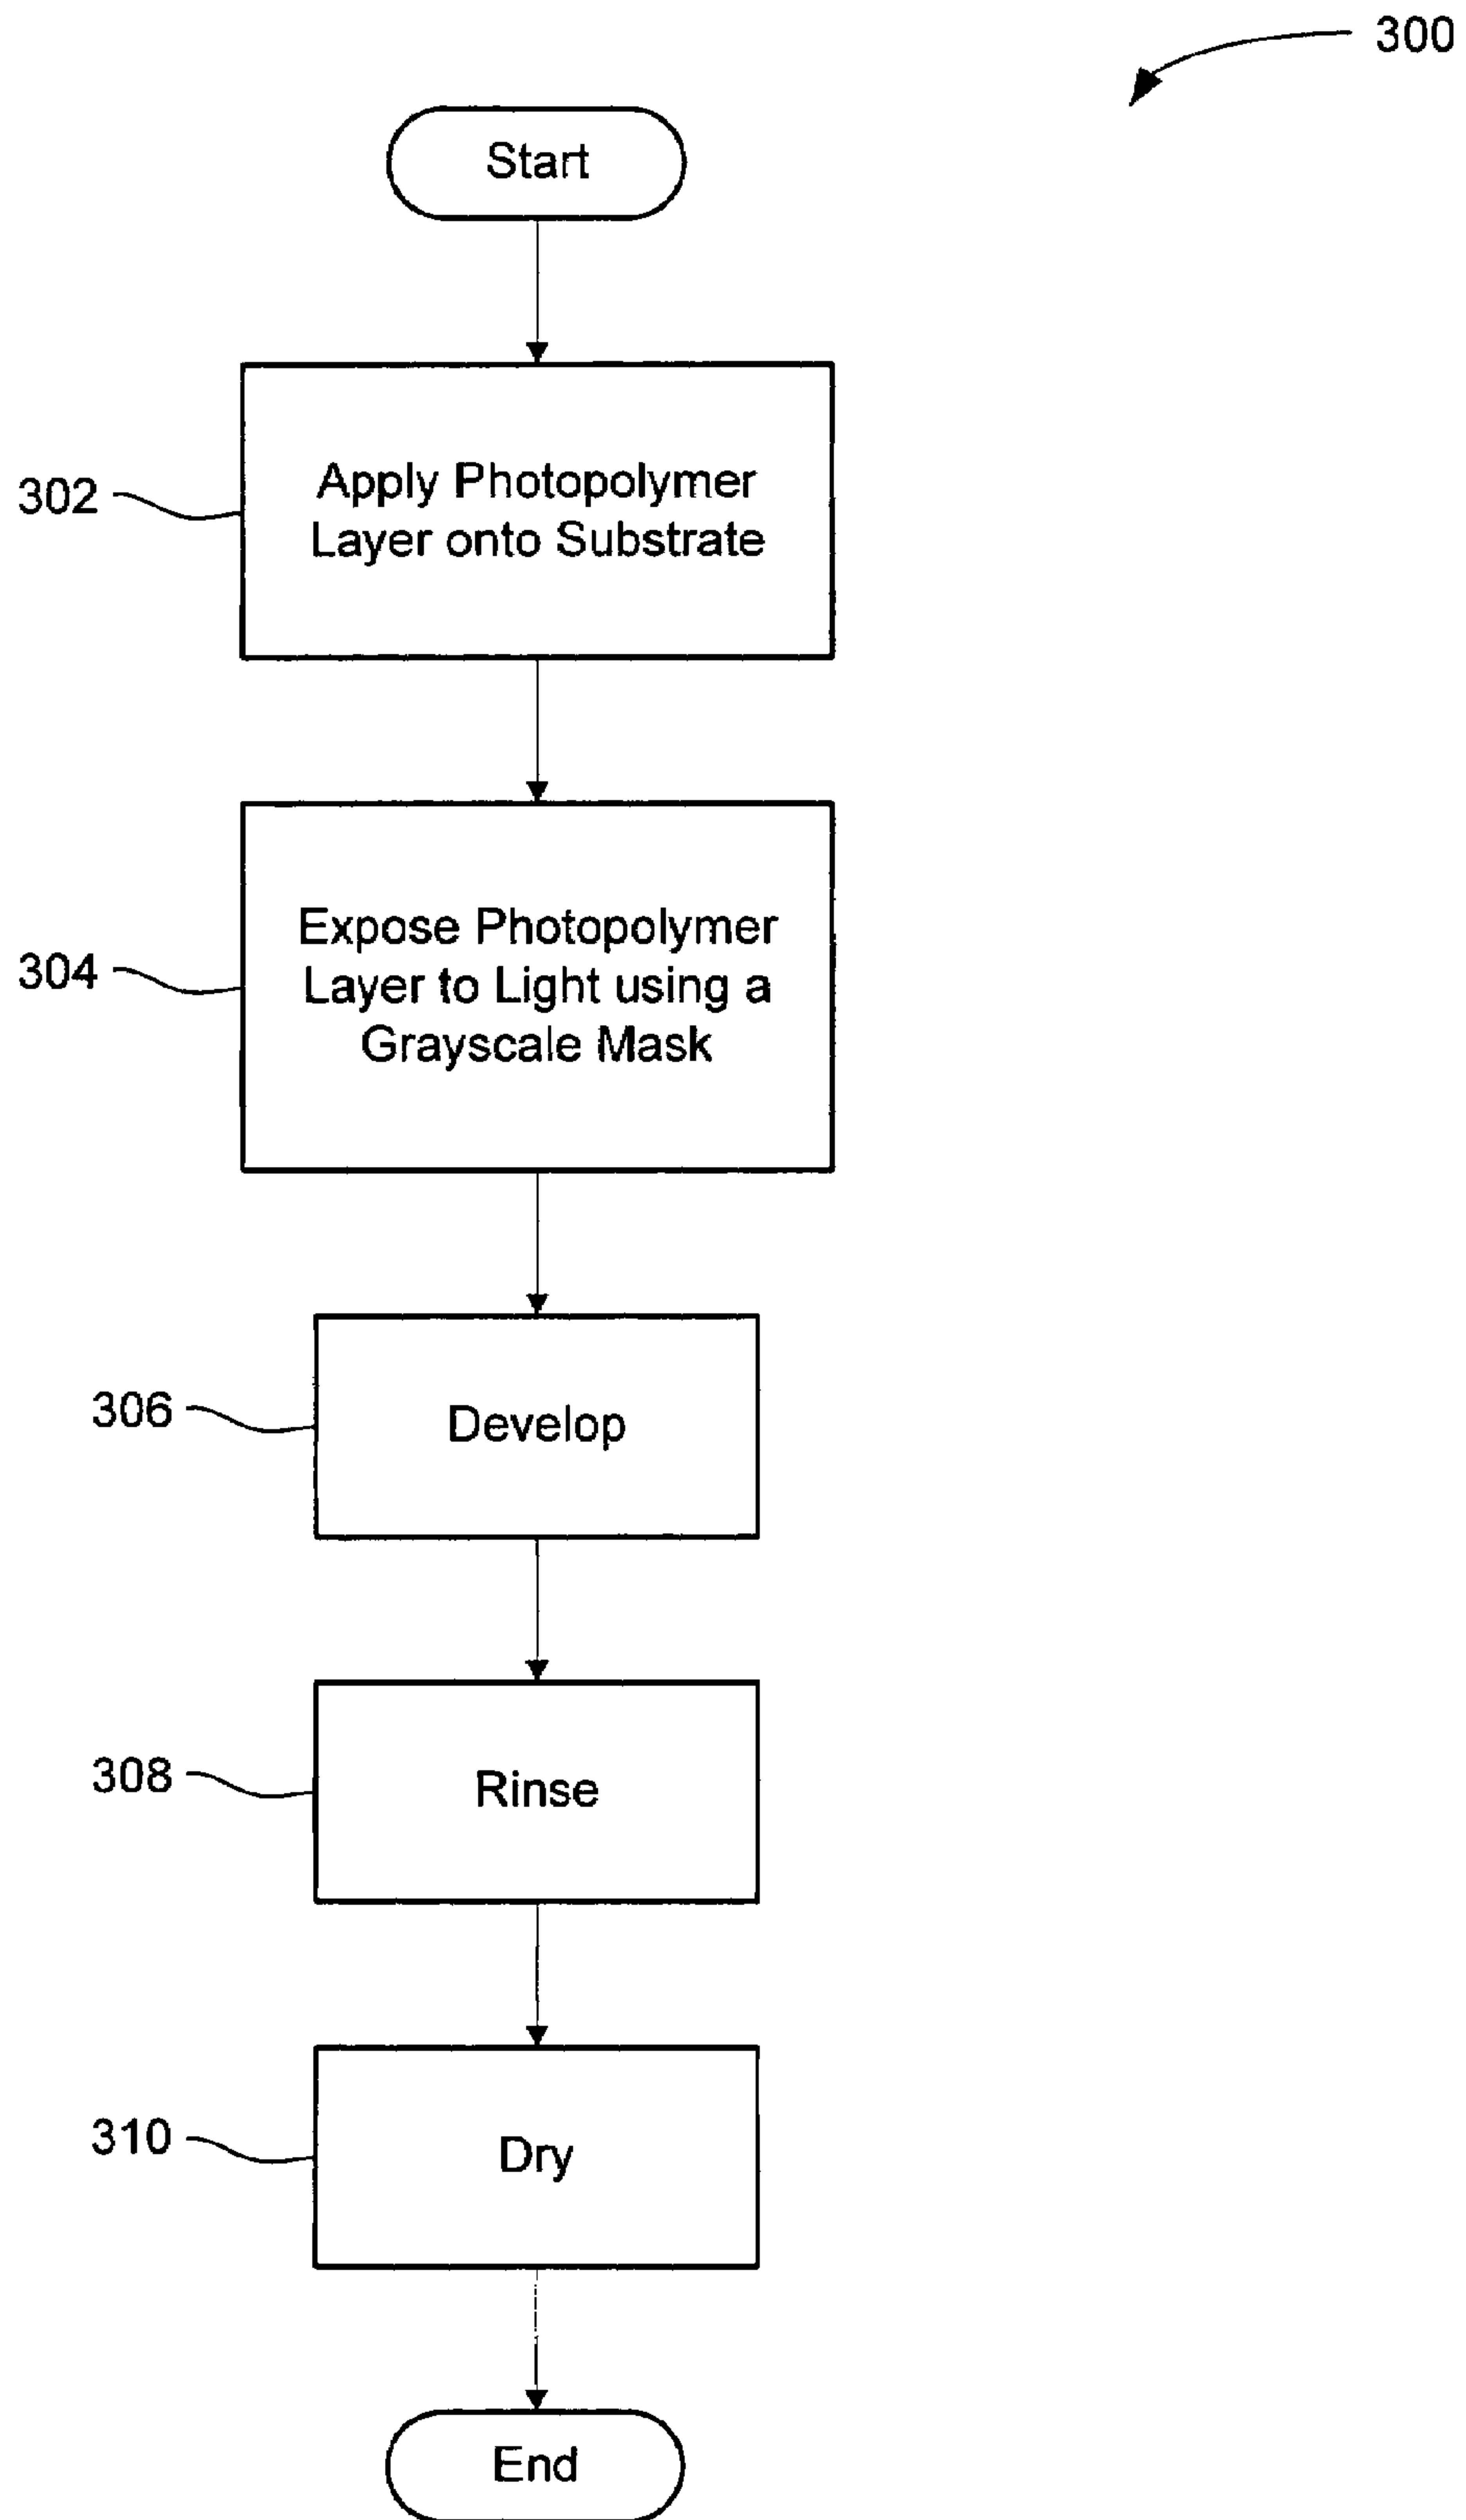 300
Start
302
Apply Photopolymer
Layer onto Substrate
304
Expose Photopolymer
Layer to Light using a
Grayscale Mask
306
Develop
308
Rinse
310
Dry
End